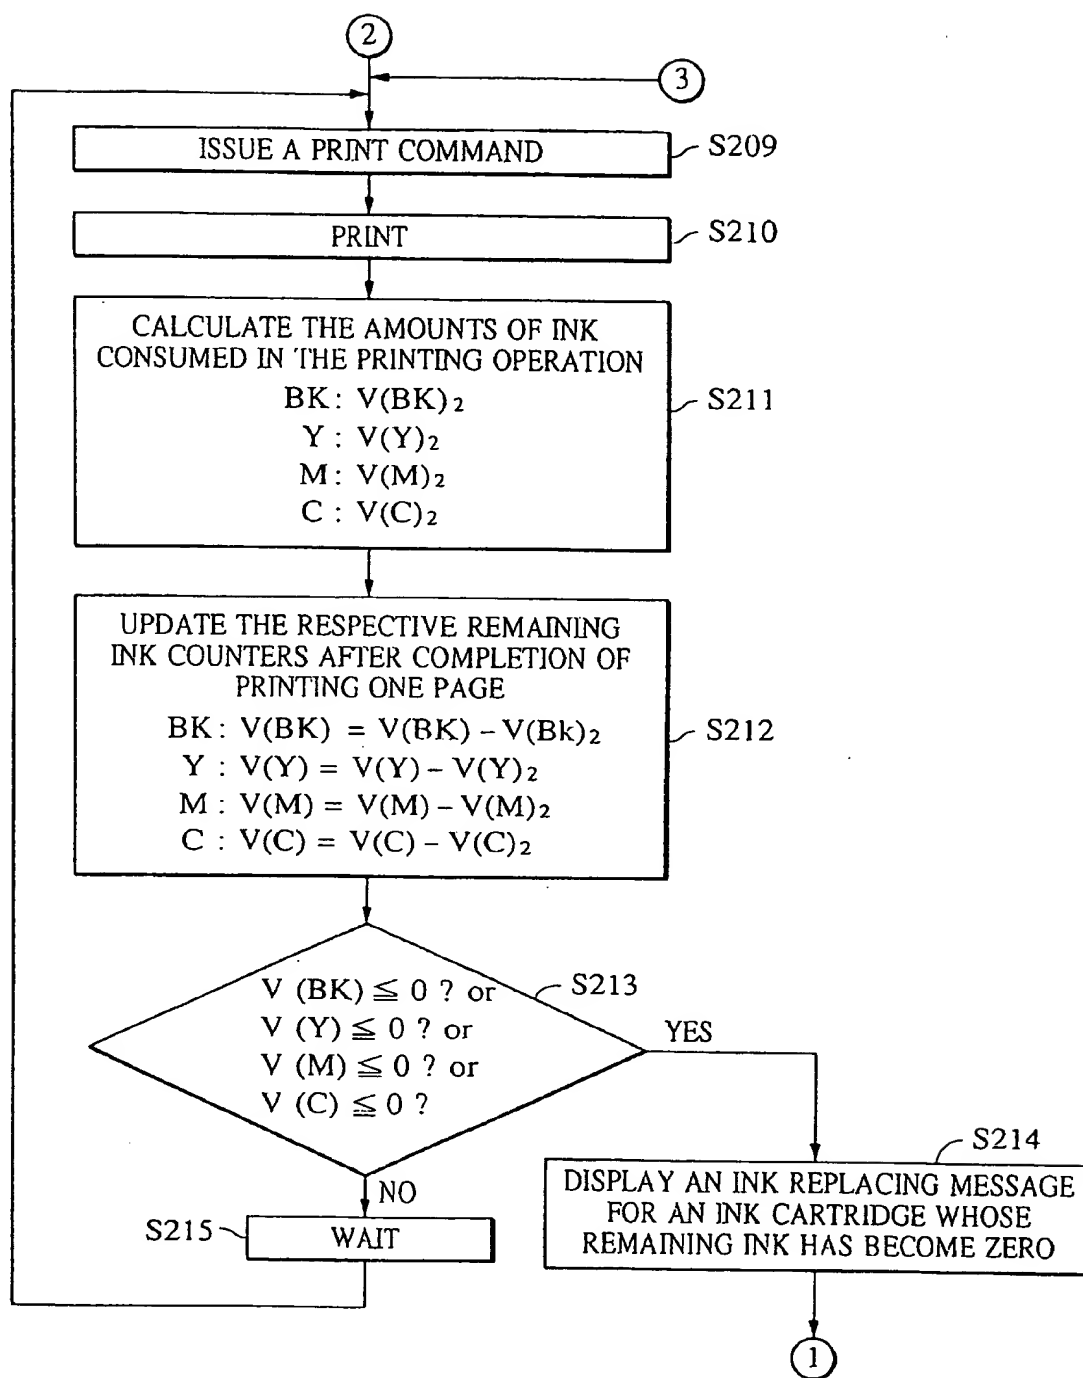 2
3
ISSUE A PRINT COMMAND
S209
PRINT
S210
CALCULATE THE AMOUNTS OF INK
CONSUMED IN THE PRINTING OPERATION
BK: V(BK)₂
Y : V(Y)₂
M : V(M)₂
C : V(C)₂
S211
UPDATE THE RESPECTIVE REMAINING
INK COUNTERS AFTER COMPLETION OF
PRINTING ONE PAGE
BK: V(BK) = V(BK) – V(Bk)₂
Y : V(Y) = V(Y) – V(Y)₂
M : V(M) = V(M) – V(M)₂
C : V(C) = V(C) – V(C)₂
S212
V (BK) ≦ 0 ? or
V (Y) ≦ 0 ? or
V (M) ≦ 0 ? or
V (C) ≦ 0 ?
S213
YES
NO
S214
DISPLAY AN INK REPLACING MESSAGE
FOR AN INK CARTRIDGE WHOSE
REMAINING INK HAS BECOME ZERO
S215
WAIT
1